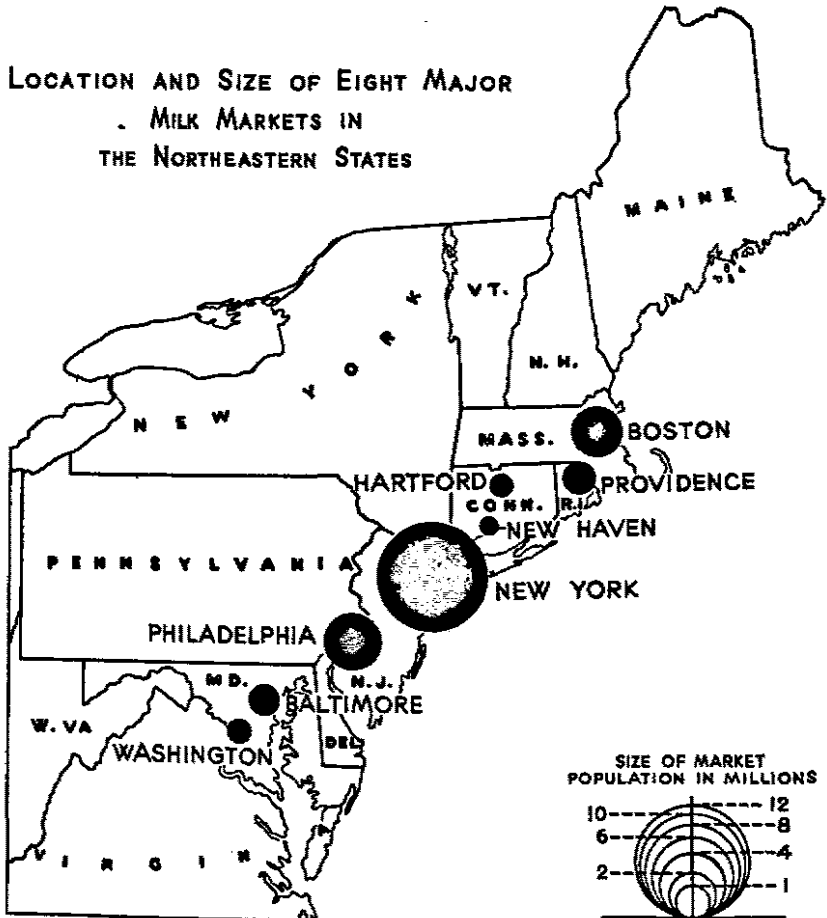 LOCATION AND SIZE OF EIGHT MAJOR
MILK MARKETS IN
THE NORTHEASTERN STATES
MAINE
VT.
NEW YORK
N. H.
MASS.
BOSTON
HARTFORD
PROVIDENCE
CONN.
R.I.
NEW HAVEN
PENNSYLVANIA
NEW YORK
PHILADELPHIA
MD.
N.J.
BALTIMORE
W. VA
WASHINGTON
DEL.
VIRGIN
SIZE OF MARKET
POPULATION IN MILLIONS
12
10
8
6
4
2
1